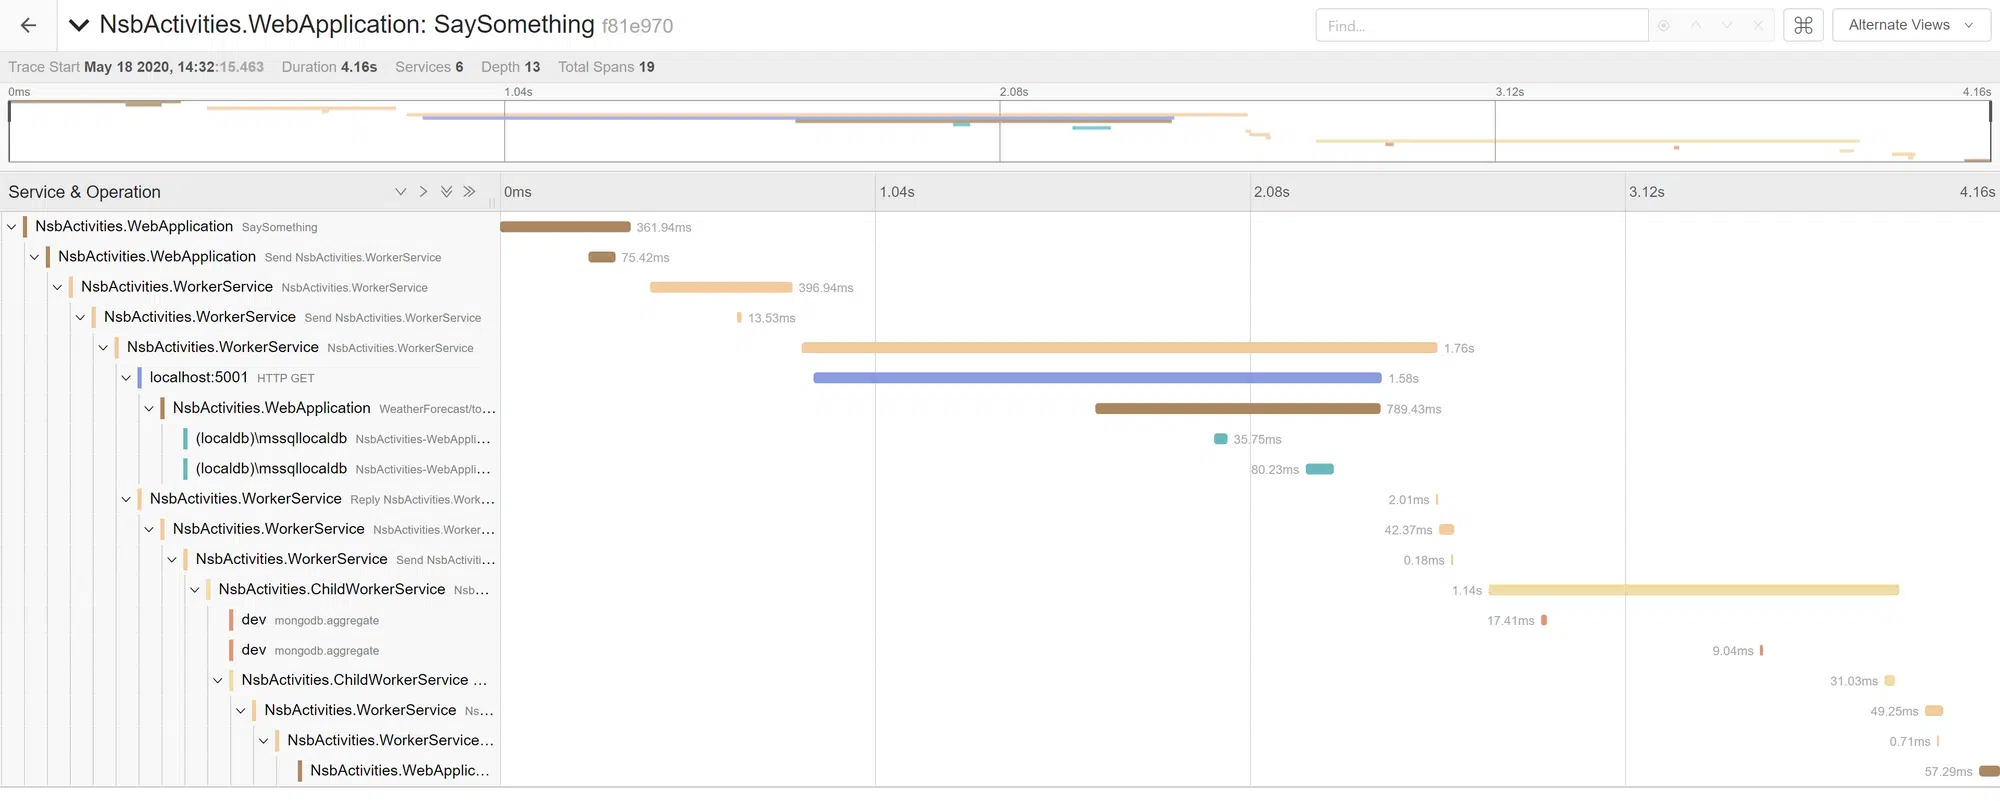 NsbActivities.WebApplication: SaySomething f81e970
Find...
Alternate Views
Trace Start May 18 2020, 14:32:15.463 Duration 4.16s Services 6 Depth 13 Total Spans 19
0ms 1.04s 2.08s 3.12s 4.16s
Service & Operation 0ms 1.04s 2.08s 3.12s 4.16s
NsbActivities.WebApplication SaySomething 361.94ms
NsbActivities.WebApplication Send NsbActivities.WorkerService 75.42ms
NsbActivities.WorkerService NsbActivities.WorkerService 396.94ms
NsbActivities.WorkerService Send NsbActivities.WorkerService 13.53ms
NsbActivities.WorkerService NsbActivities.WorkerService 1.76s
localhost:5001 HTTP GET 1.58s
NsbActivities.WebApplication WeatherForecast/to... 789.43ms
(localdb)\mssqllocaldb NsbActivities-WebAppli... 35.75ms
(localdb)\mssqllocaldb NsbActivities-WebAppli... 80.23ms
NsbActivities.WorkerService Reply NsbActivities.Work... 2.01ms
NsbActivities.WorkerService NsbActivities.Worker... 42.37ms
NsbActivities.WorkerService Send NsbActiviti... 0.18ms
NsbActivities.ChildWorkerService Nsb... 1.14s
dev mongodb.aggregate 17.41ms
dev mongodb.aggregate 9.04ms
NsbActivities.ChildWorkerService ... 31.03ms
NsbActivities.WorkerService Ns... 49.25ms
NsbActivities.WorkerService... 0.71ms
NsbActivities.WebApplic... 57.29ms